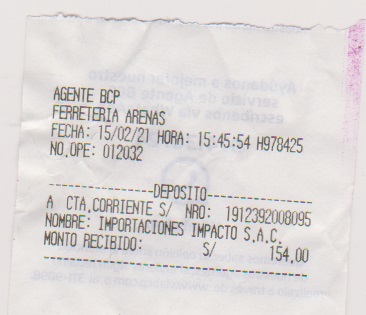 AGENTE BCP
FERRETERIA ARENAS
FECHA: 15/02/21 HORA: 15:45:54 H978425
NO.OPE: 012032
---------------DEPOSITO---------------
A CTA.CORRIENTE S/ NRO: 1912392008095
NOMBRE: IMPORTACIONES IMPACTO S.A.C.
MONTO RECIBIDO: S/ 154.00
--------------------------------------